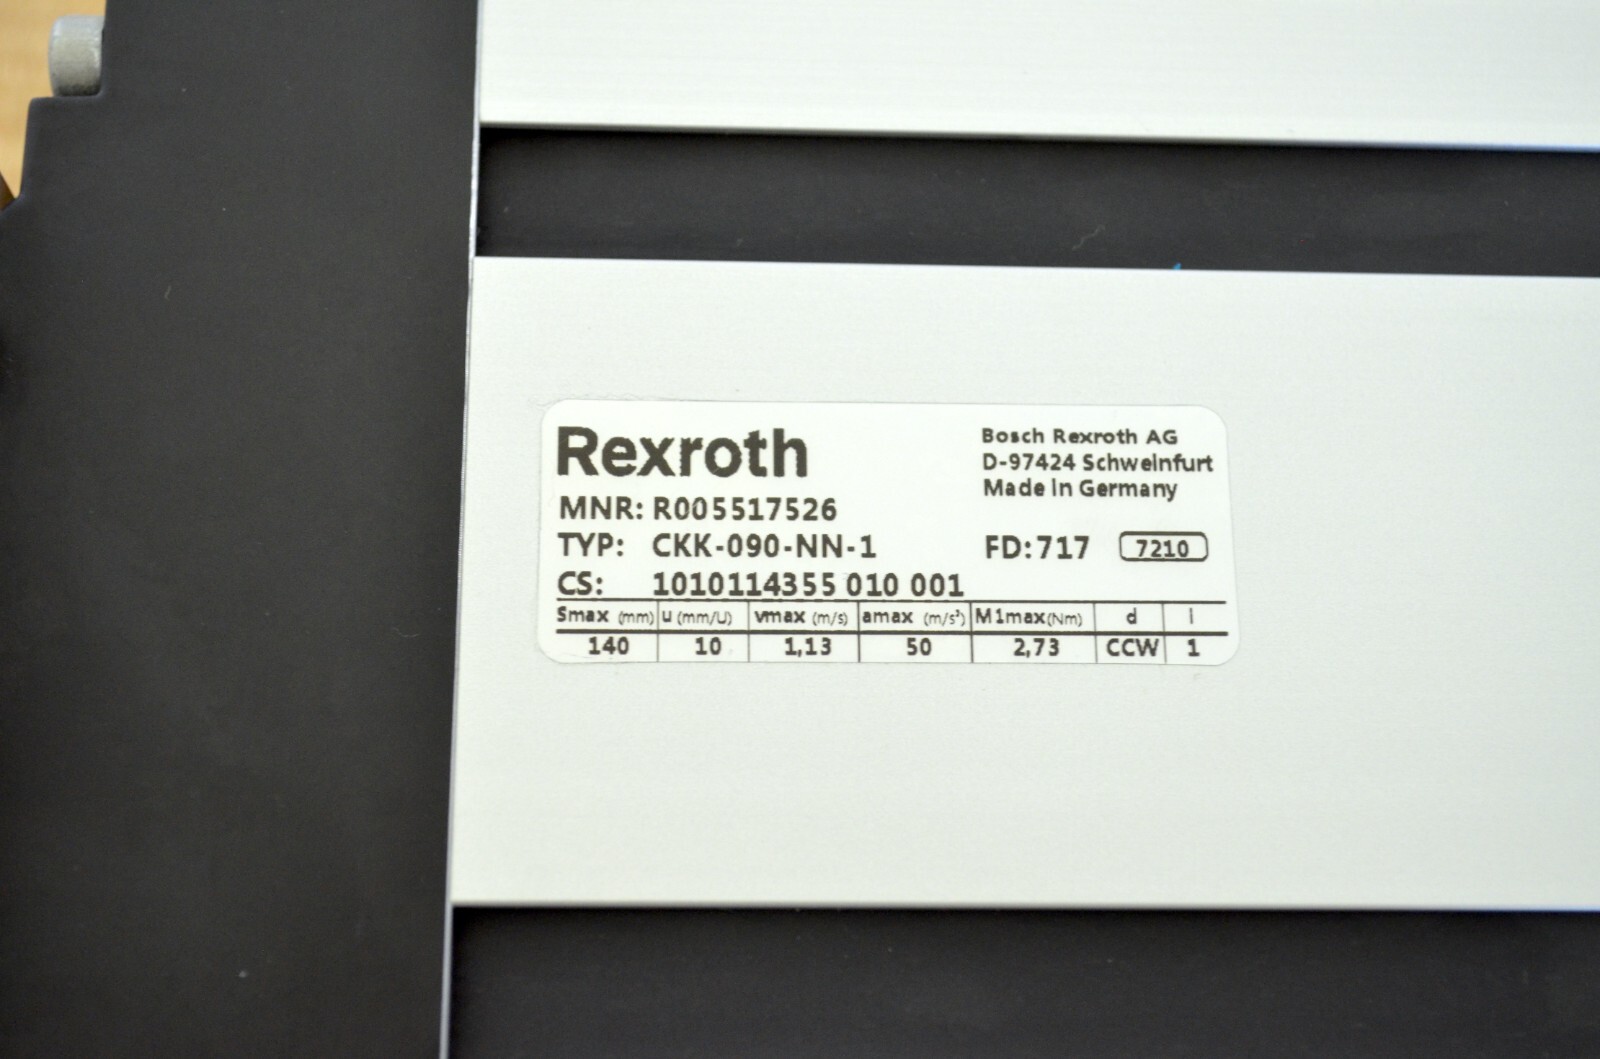 Rexroth
Bosch Rexroth AG
D-97424 Schweinfurt
Made in Germany
MNR: R005517526
TYP: CKK-090-NN-1
FD:717 7210
CS: 1010114355 010 001
Smax (mm) u (mm/U) vmax (m/s) amax (m/s²) M1max(Nm) d i
140 10 1,13 50 2,73 CCW 1